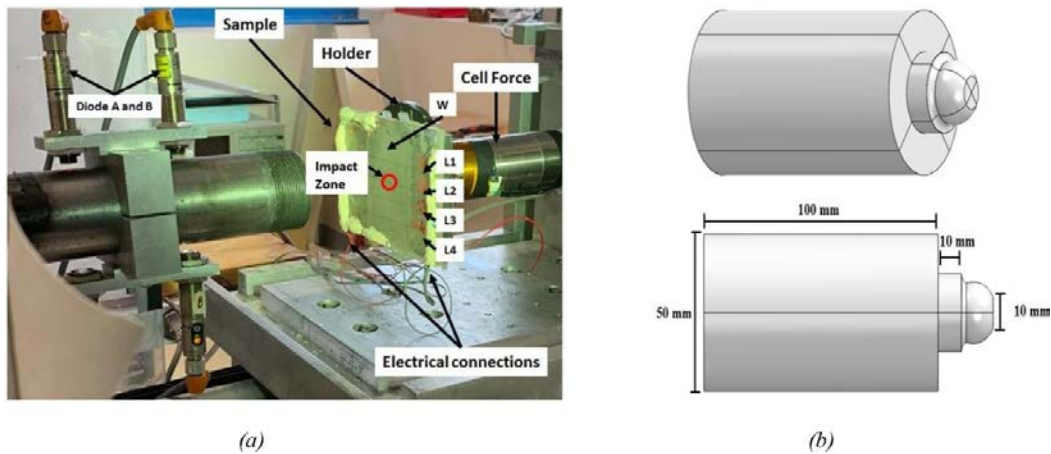 Sample
Holder
Cell Force
Diode A and B
W
Impact
Zone
L1
L2
L3
L4
Electrical connections
100 mm
10 mm
50 mm
10 mm
(a)
(b)